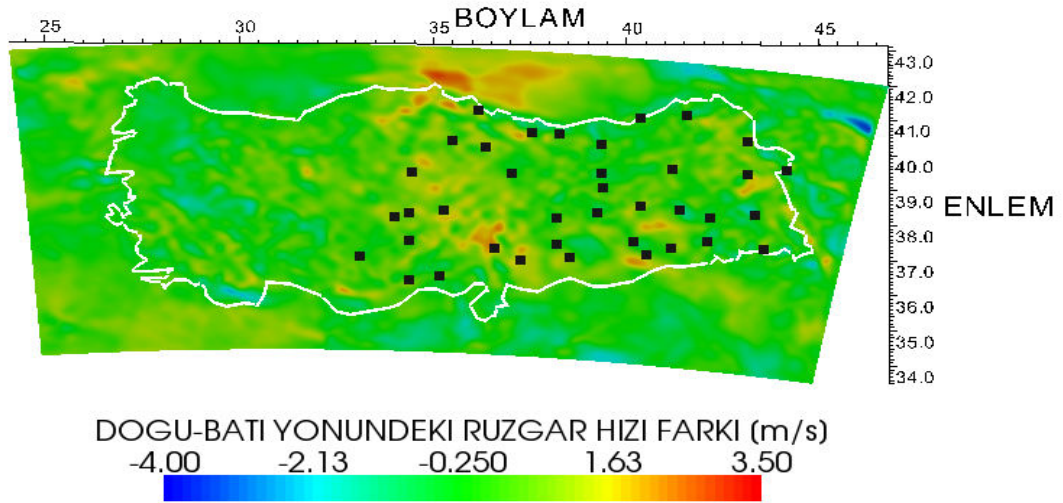 BOYLAM
25 30 35 40 45
43.0
42.0
41.0
40.0
39.0
38.0
37.0
36.0
35.0
34.0
ENLEM
DOGU-BATI YONUNDEKI RUZGAR HIZI FARKI (m/s)
-4.00 -2.13 -0.250 1.63 3.50